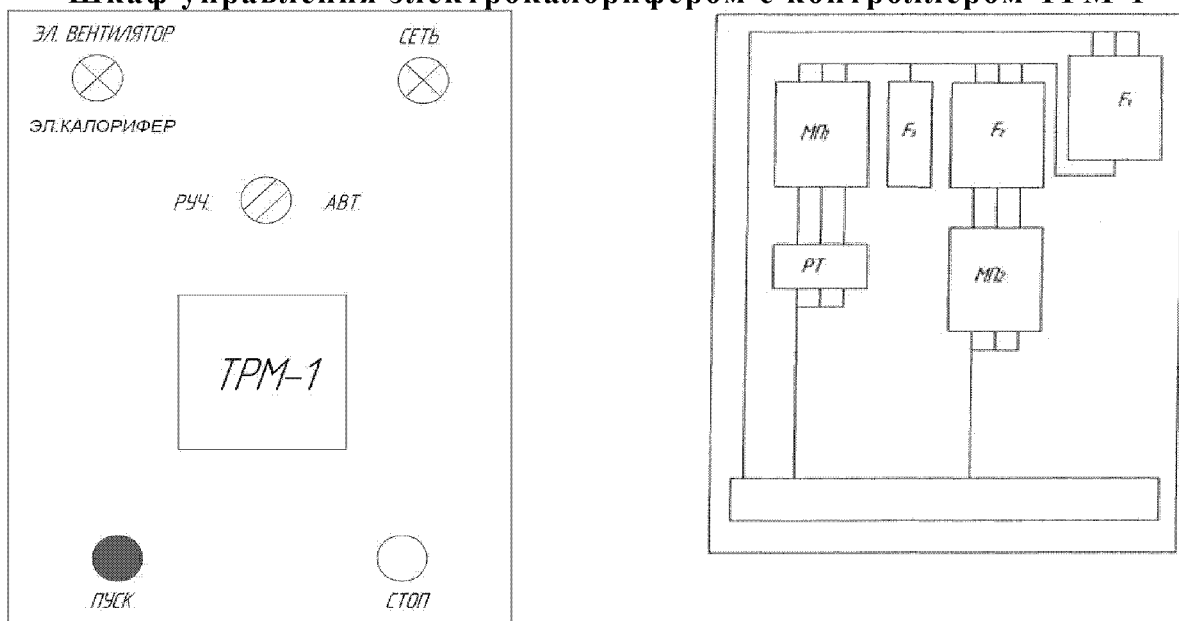 Шкаф управления электрокалорифером с контроллером ТРМ-1
ЭЛ. ВЕНТИЛЯТОР
СЕТЬ
ЭЛ.КАЛОРИФЕР
РУЧ.
АВТ.
ТРМ-1
ПУСК
СТОП
F1
МП1
F3
F2
РТ
МП2